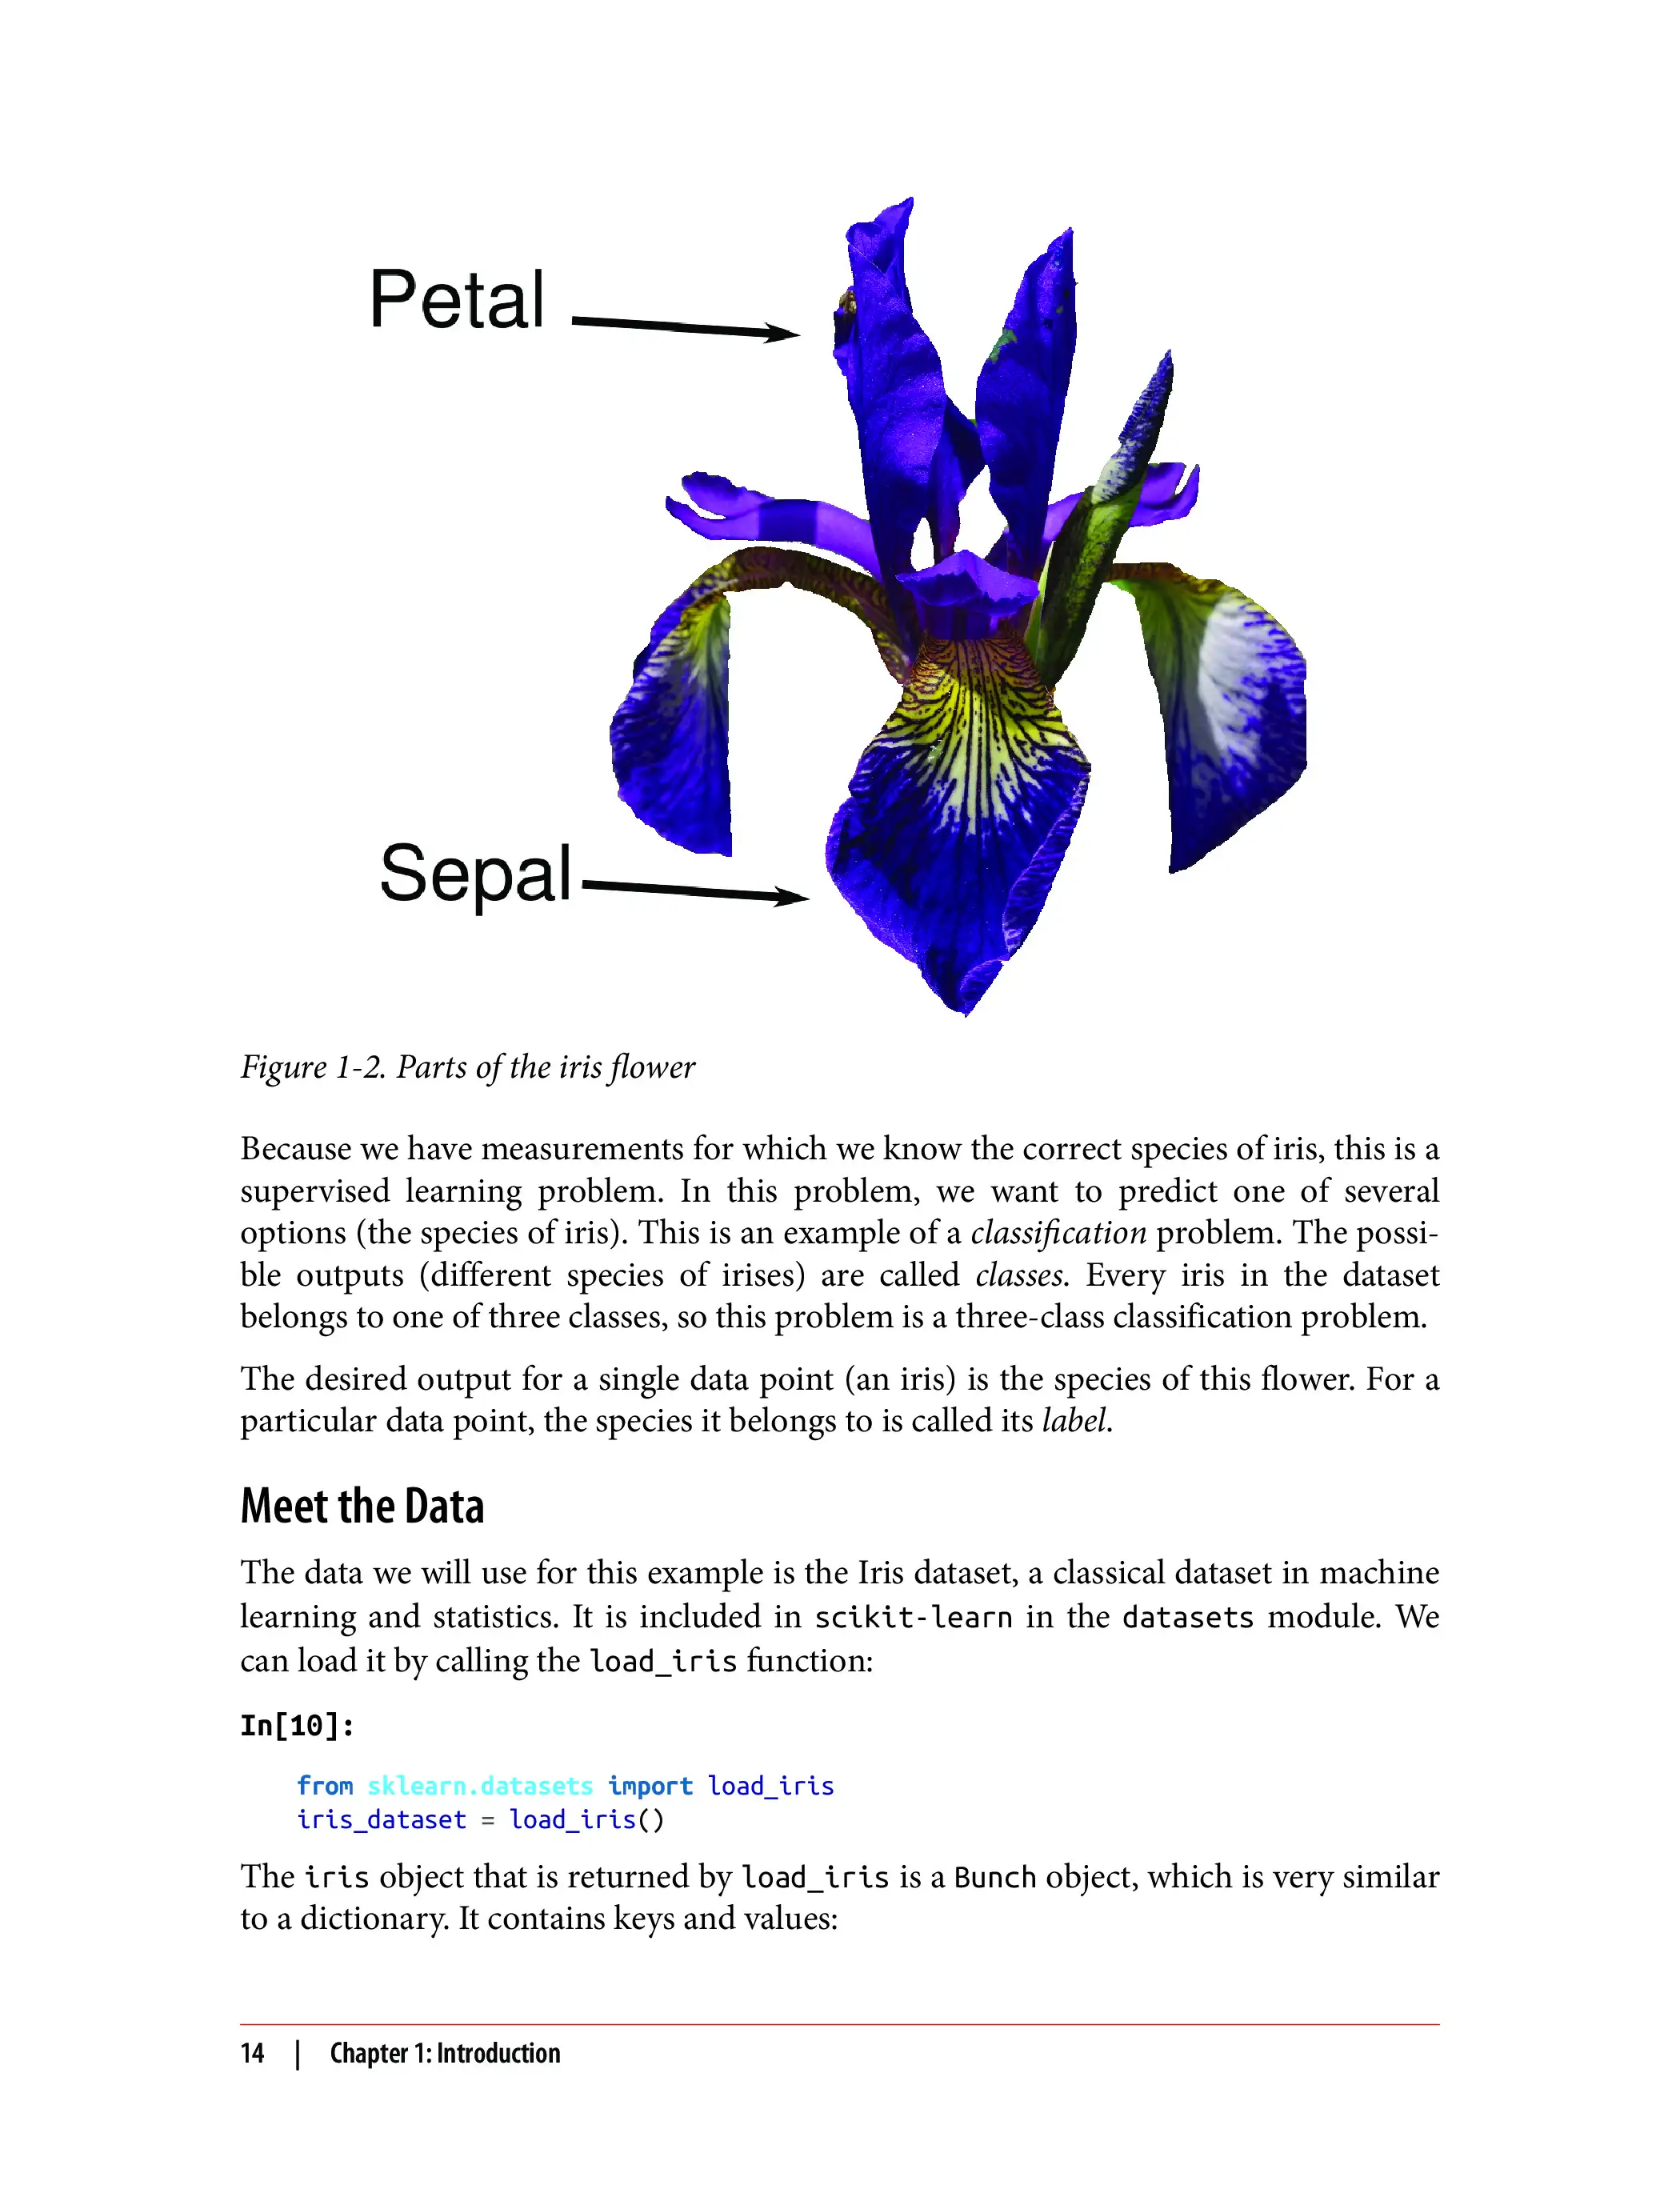 Petal
Sepal
Figure 1-2. Parts of the iris flower
Because we have measurements for which we know the correct species of iris, this is a
supervised learning problem. In this problem, we want to predict one of several
options (the species of iris). This is an example of a classification problem. The possi-
ble outputs (different species of irises) are called classes. Every iris in the dataset
belongs to one of three classes, so this problem is a three-class classification problem.
The desired output for a single data point (an iris) is the species of this flower. For a
particular data point, the species it belongs to is called its label.
Meet the Data
The data we will use for this example is the Iris dataset, a classical dataset in machine
learning and statistics. It is included in scikit-learn in the datasets module. We
can load it by calling the load_iris function:
In[10]:
from sklearn.datasets import load_iris
iris_dataset = load_iris()
The iris object that is returned by load_iris is a Bunch object, which is very similar
to a dictionary. It contains keys and values:
14 | Chapter 1: Introduction